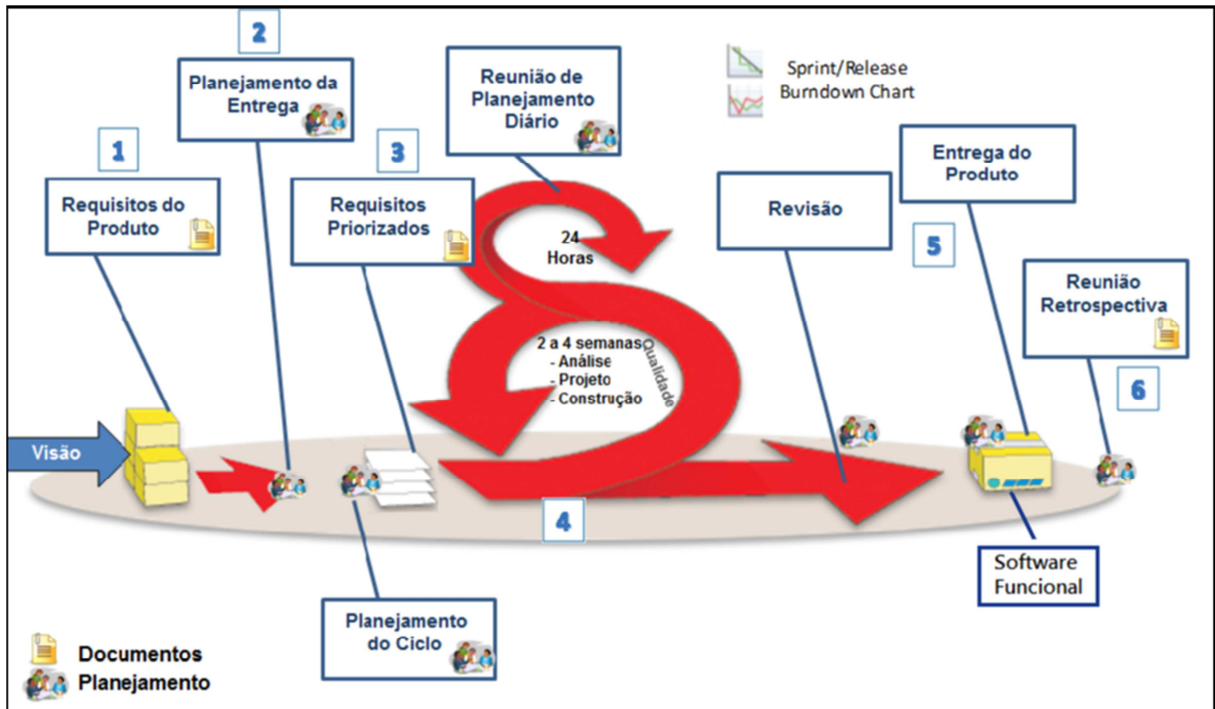 2
Planejamento da
Entrega
Reunião de
Planejamento
Diário
Sprint/Release
Burndown Chart
1
Requisitos do
Produto
3
Requisitos
Priorizados
Revisão
Entrega do
Produto
5
Reunião
Retrospectiva
6
24
Horas
2 a 4 semanas
- Análise
- Projeto
- Construção
Qualidade
Visão
4
Software
Funcional
Planejamento
do Ciclo
Documentos
Planejamento